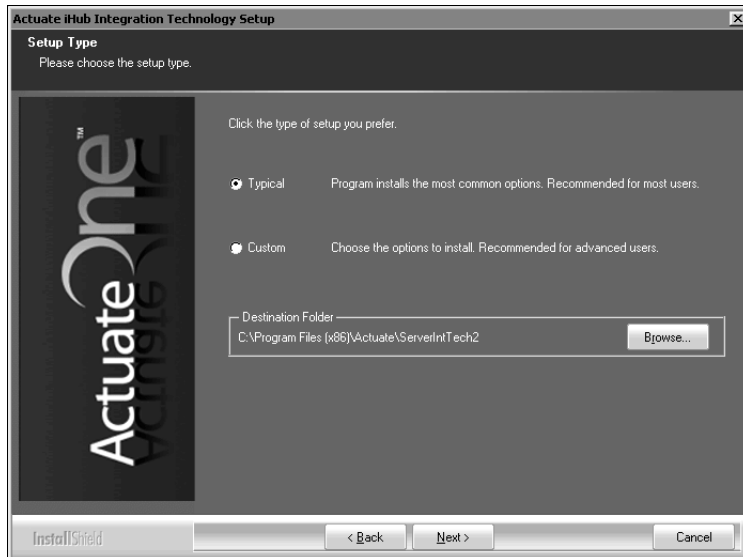 Actuate iHub Integration Technology Setup
Setup Type
Please choose the setup type.
ActuateOne™
Click the type of setup you prefer.
Typical Program installs the most common options. Recommended for most users.
Custom Choose the options to install. Recommended for advanced users.
Destination Folder
C:\Program Files (x86)\Actuate\ServerIntTech2
Browse...
InstallShield
< Back Next > Cancel